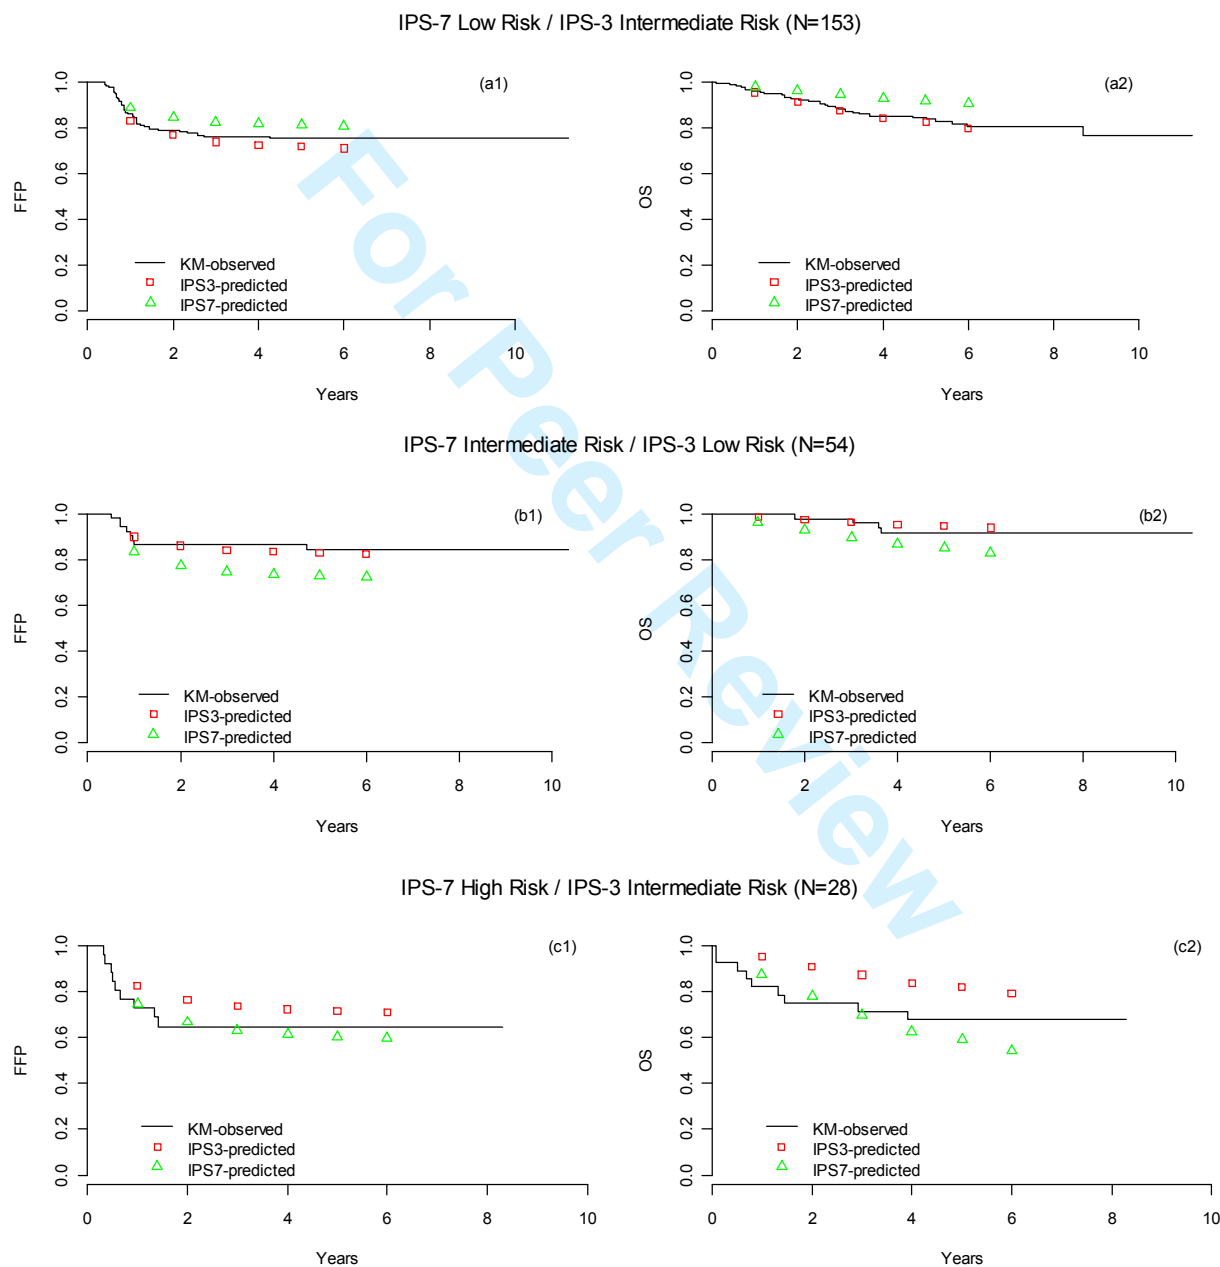 IPS-7 Low Risk / IPS-3 Intermediate Risk (N=153)
(a1)
FFP
1.0
0.8
0.6
0.4
0.2
0.0
KM-observed
IPS3-predicted
IPS7-predicted
0 2 4 6 8 10
Years
(a2)
OS
1.0
0.8
0.6
0.4
0.2
0.0
KM-observed
IPS3-predicted
IPS7-predicted
0 2 4 6 8 10
Years
IPS-7 Intermediate Risk / IPS-3 Low Risk (N=54)
(b1)
FFP
1.0
0.8
0.6
0.4
0.2
0.0
KM-observed
IPS3-predicted
IPS7-predicted
0 2 4 6 8 10
Years
(b2)
OS
1.0
0.8
0.6
0.4
0.2
0.0
KM-observed
IPS3-predicted
IPS7-predicted
0 2 4 6 8 10
Years
IPS-7 High Risk / IPS-3 Intermediate Risk (N=28)
(c1)
FFP
1.0
0.8
0.6
0.4
0.2
0.0
KM-observed
IPS3-predicted
IPS7-predicted
0 2 4 6 8 10
Years
(c2)
OS
1.0
0.8
0.6
0.4
0.2
0.0
KM-observed
IPS3-predicted
IPS7-predicted
0 2 4 6 8 10
Years
For Peer Review